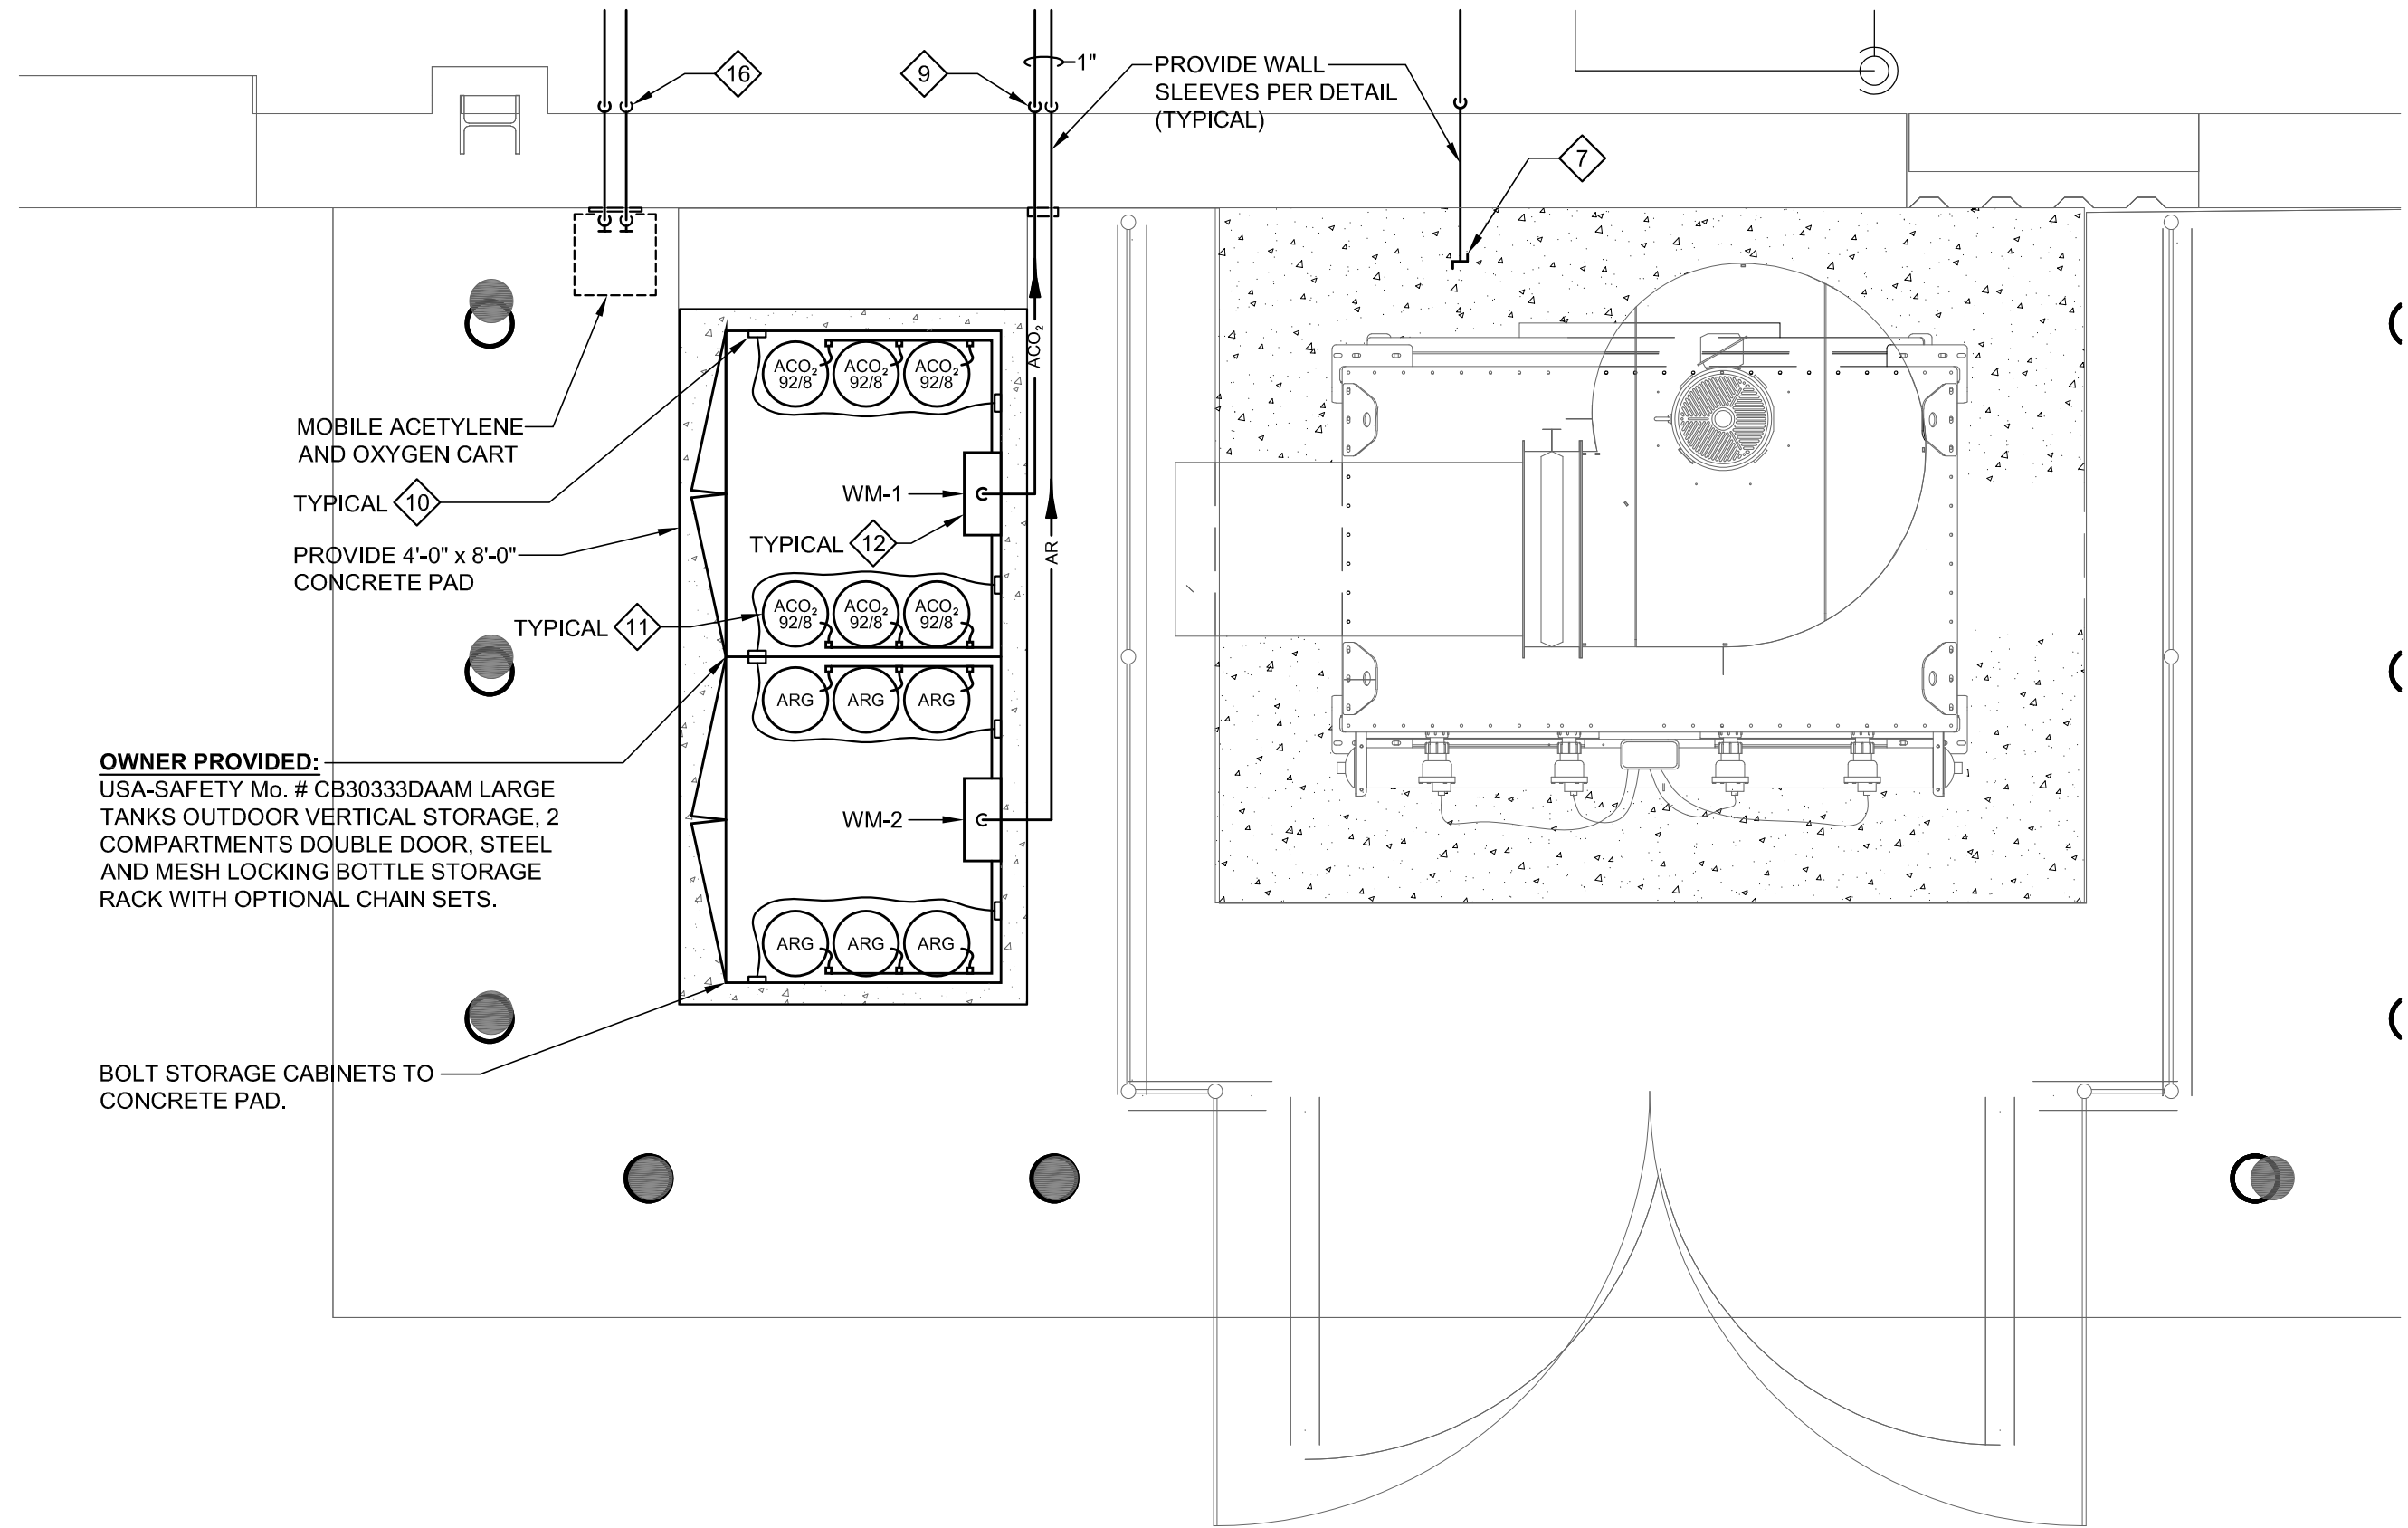 16
9
1"
PROVIDE WALL
SLEEVES PER DETAIL
(TYPICAL)
7
ACO₂
AR
ACO₂
92/8
ACO₂
92/8
ACO₂
92/8
MOBILE ACETYLENE
AND OXYGEN CART
TYPICAL 10
WM-1
TYPICAL 12
PROVIDE 4'-0" x 8'-0"
CONCRETE PAD
ACO₂
92/8
ACO₂
92/8
ACO₂
92/8
TYPICAL 11
ARG
ARG
ARG
OWNER PROVIDED:
USA-SAFETY Mo. # CB30333DAAM LARGE
TANKS OUTDOOR VERTICAL STORAGE, 2
COMPARTMENTS DOUBLE DOOR, STEEL
AND MESH LOCKING BOTTLE STORAGE
RACK WITH OPTIONAL CHAIN SETS.
WM-2
ARG
ARG
ARG
BOLT STORAGE CABINETS TO
CONCRETE PAD.